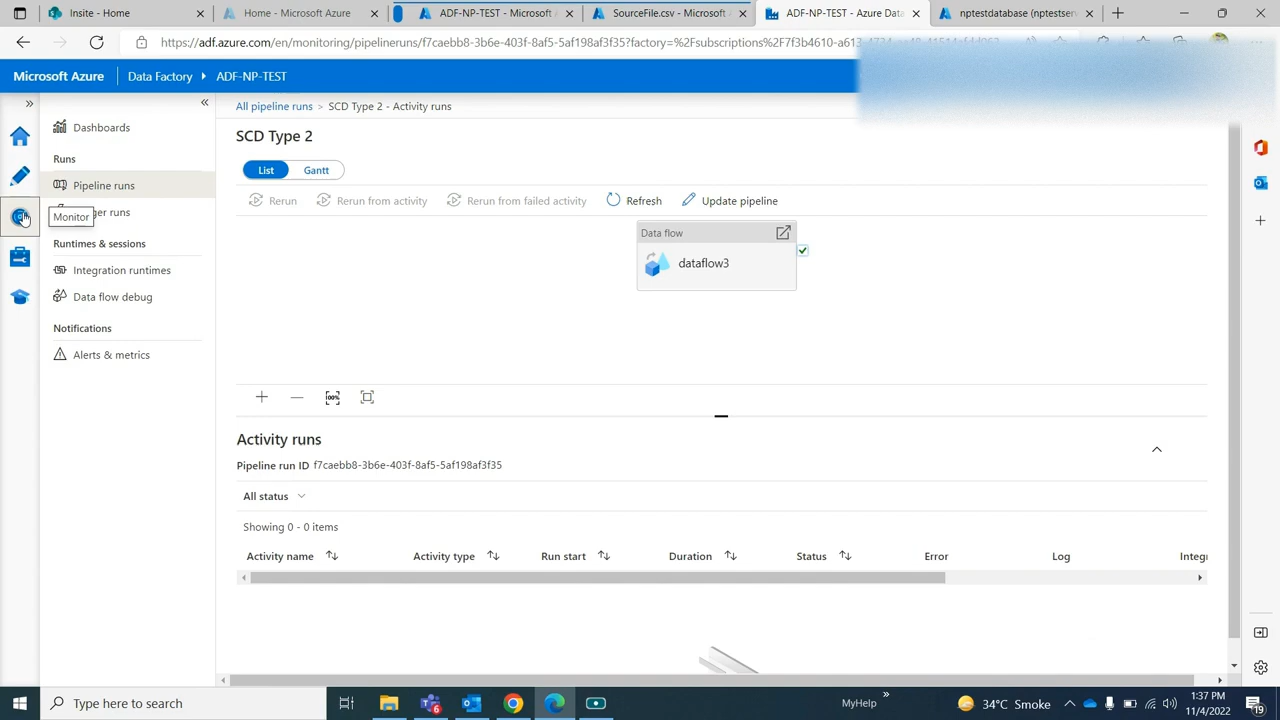 Insite - Home
Home - Microsoft Azure
ADF-NP-TEST - Microsoft A
SourceFile.csv - Microsoft A
ADF-NP-TEST - Azure Data
nptestdatabase (nptestserv
https://adf.azure.com/en/monitoring/pipelineruns/f7caebb8-3b6e-403f-8af5-5af198af3f35?factory=%2Fsubscriptions%2F7f3b4610-a613
Microsoft Azure
Data Factory
ADF-NP-TEST
Dashboards
Runs
Pipeline runs
ger runs
Monitor
Runtimes & sessions
Integration runtimes
Data flow debug
Notifications
Alerts & metrics
All pipeline runs > SCD Type 2 - Activity runs
SCD Type 2
List
Gantt
Rerun
Rerun from activity
Rerun from failed activity
Refresh
Update pipeline
Data flow
dataflow3
Activity runs
Pipeline run ID f7caebb8-3b6e-403f-8af5-5af198af3f35
All status
Showing 0 - 0 items
Activity name
Activity type
Run start
Duration
Status
Error
Log
Integr
Type here to search
6
MyHelp
34°C Smoke
1:37 PM
11/4/2022
19